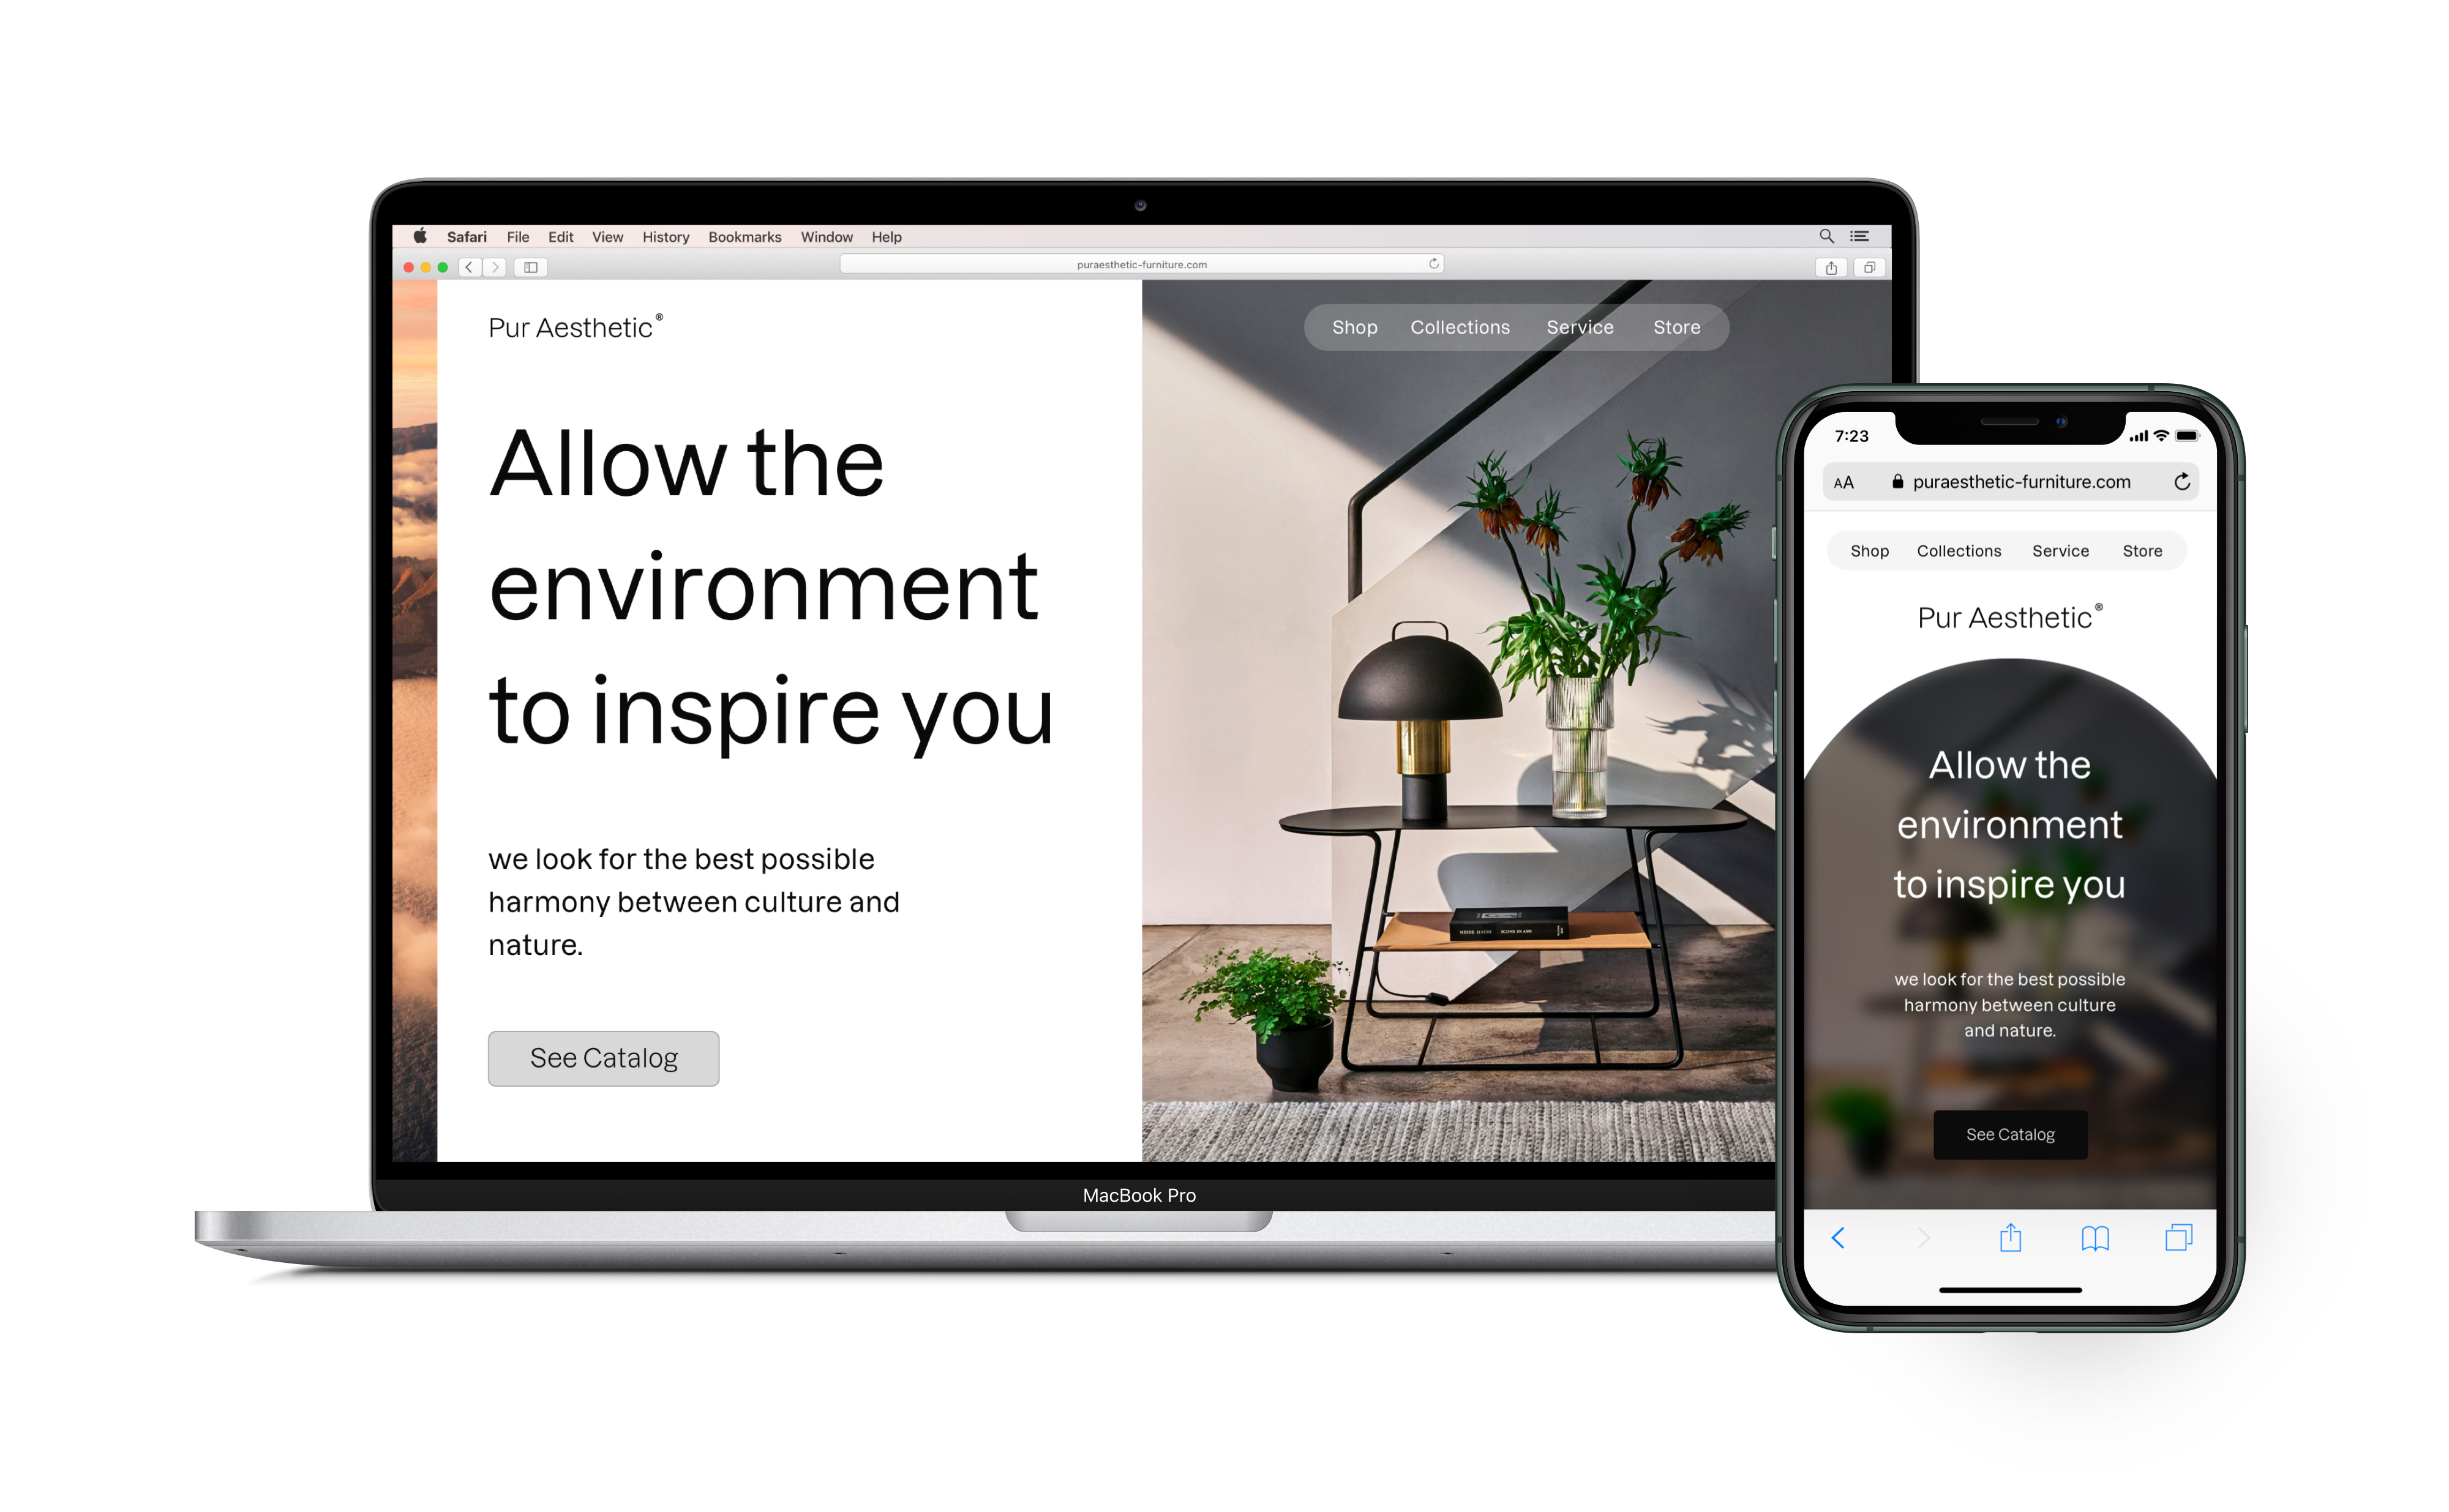 Safari File Edit View History Bookmarks Window Help
puraesthetic-furniture.com
Pur Aesthetic®
Shop Collections Service Store
Allow the
environment
to inspire you
we look for the best possible
harmony between culture and
nature.
See Catalog
MacBook Pro
7:23
AA puraesthetic-furniture.com
Shop Collections Service Store
Pur Aesthetic®
Allow the
environment
to inspire you
we look for the best possible
harmony between culture
and nature.
See Catalog